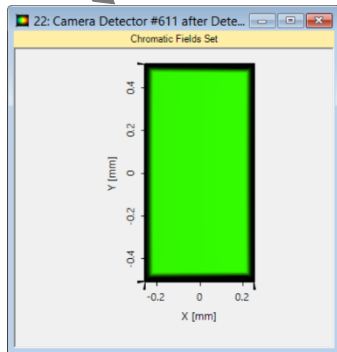 22: Camera Detector #611 after Dete...
Chromatic Fields Set
0.4
0.2
0
-0.2
-0.4
Y [mm]
-0.2 0 0.2
X [mm]